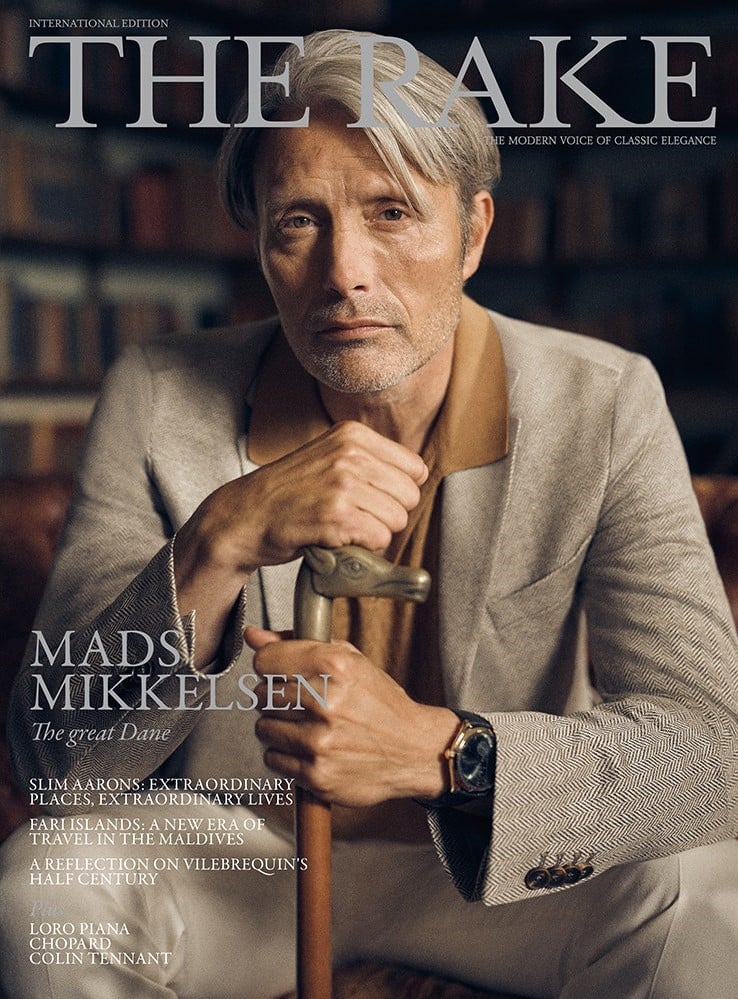 INTERNATIONAL EDITION
THE RAKE
THE MODERN VOICE OF CLASSIC ELEGANCE
MADS
MIKKELSEN
The great Dane
SLIM AARONS: EXTRAORDINARY
PLACES, EXTRAORDINARY LIVES
FARI ISLANDS: A NEW ERA OF
TRAVEL IN THE MALDIVES
A REFLECTION ON VILEBREQUIN'S
HALF CENTURY
Plus
LORO PIANA
CHOPARD
COLIN TENNANT